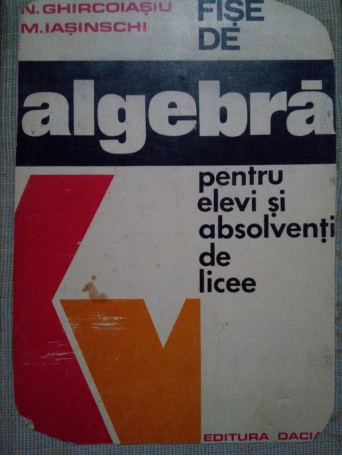 N. GHIRCOIAȘIU
M. IAȘINSCHI
FIȘE
DE
algebră
pentru
elevi și
absolvenți
de
licee
EDITURA DACIA